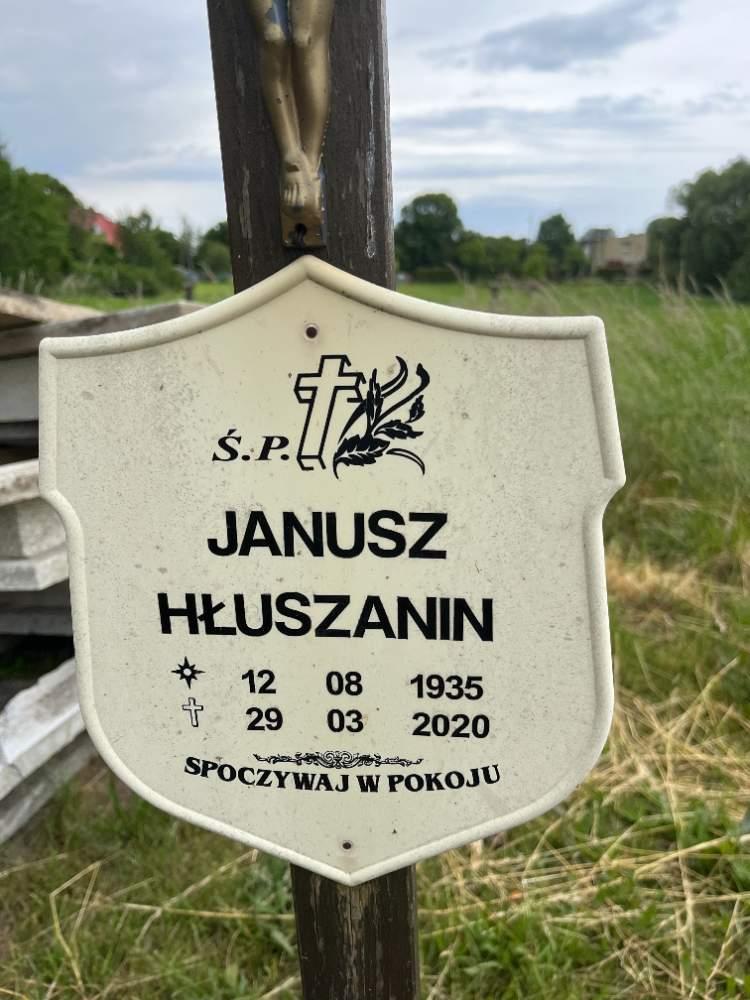 Ś.P.
JANUSZ
HŁUSZANIN
12 08 1935
29 03 2020
SPOCZYWAJ W POKOJU